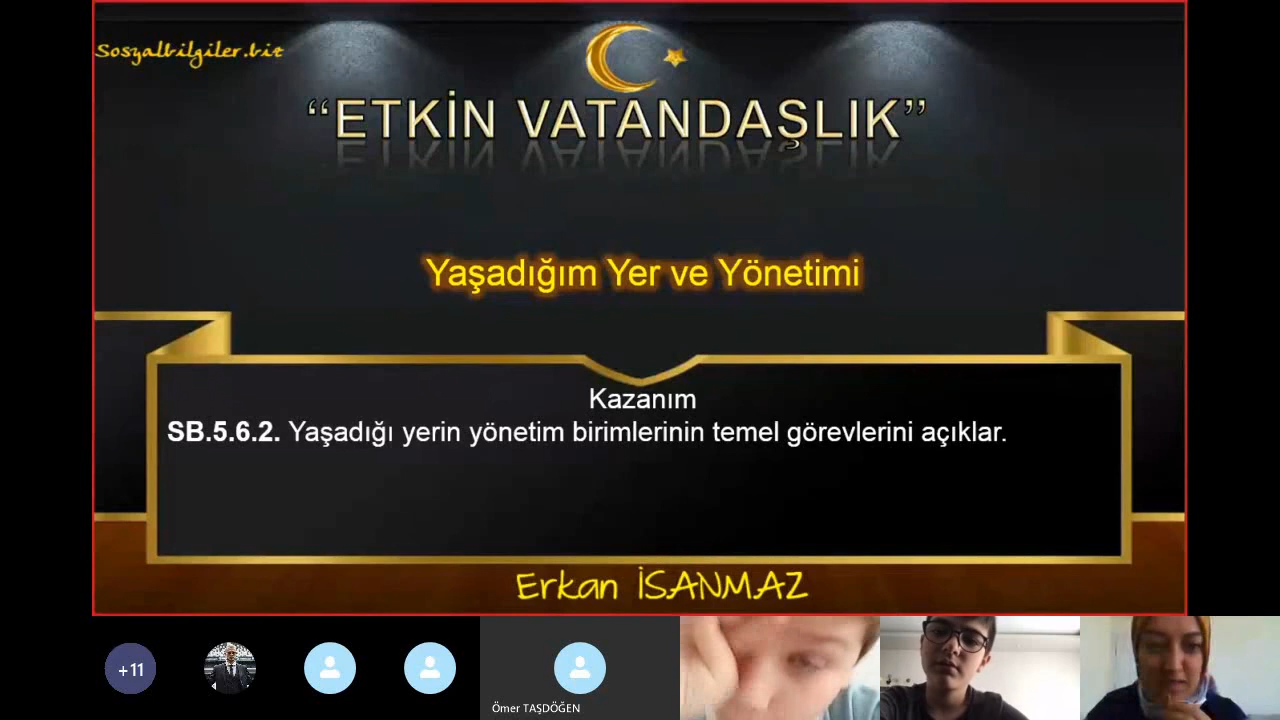 Sosyalbilgiler.biz
“ETKİN VATANDAŞLIK”
Yaşadığım Yer ve Yönetimi
Kazanım
SB.5.6.2. Yaşadığı yerin yönetim birimlerinin temel görevlerini açıklar.
Erkan İSANMAZ
+11
Ömer TAŞDÖĞEN